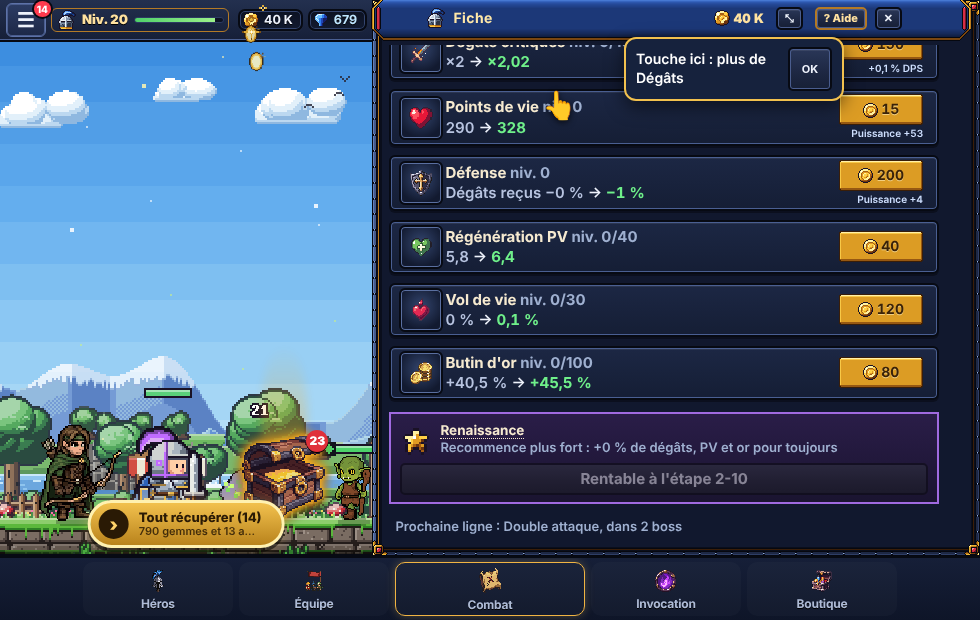 14
Niv. 20
40 K
679
Fiche
40 K
? Aide
Touche ici : plus de
Dégâts
OK
×2 → ×2,02
+0,1 % DPS
Points de vie
0
290 → 328
15
Puissance +53
Défense niv. 0
Dégâts reçus −0 % → −1 %
200
Puissance +4
Régénération PV niv. 0/40
5,8 → 6,4
40
Vol de vie niv. 0/30
0 % → 0,1 %
120
Butin d'or niv. 0/100
+40,5 % → +45,5 %
80
Renaissance
Recommence plus fort : +0 % de dégâts, PV et or pour toujours
Rentable à l'étape 2-10
Prochaine ligne : Double attaque, dans 2 boss
21
23
Tout récupérer (14)
790 gemmes et 13 a...
Héros
Équipe
Combat
Invocation
Boutique